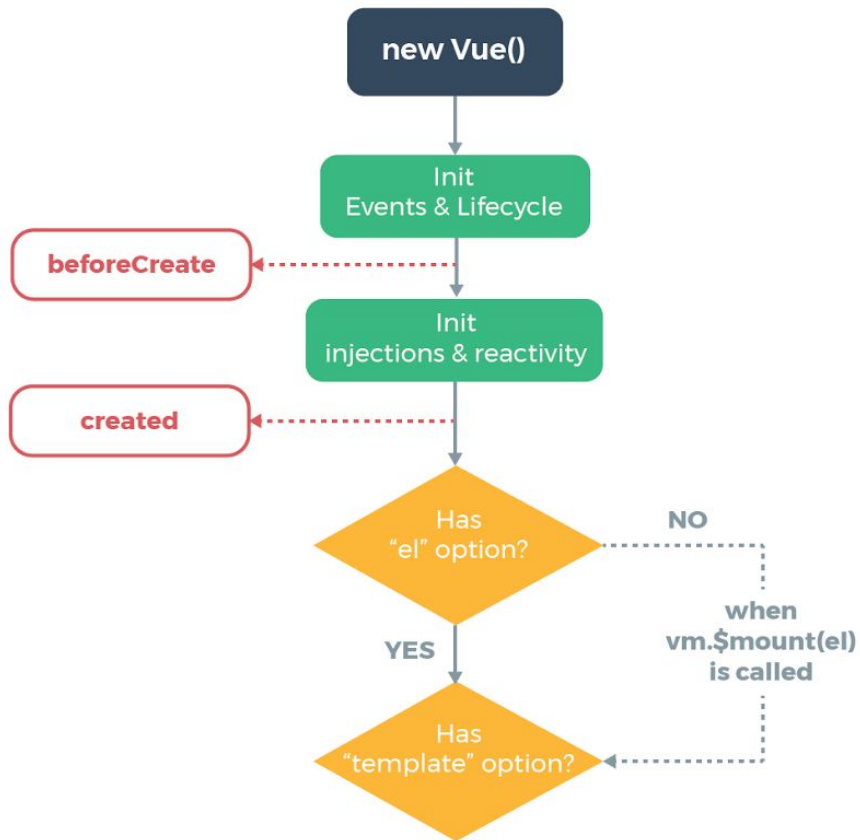 new Vue()
Init
Events & Lifecycle
beforeCreate
Init
injections & reactivity
created
Has
“el” option?
NO
YES
when
vm.$mount(el)
is called
Has
“template” option?